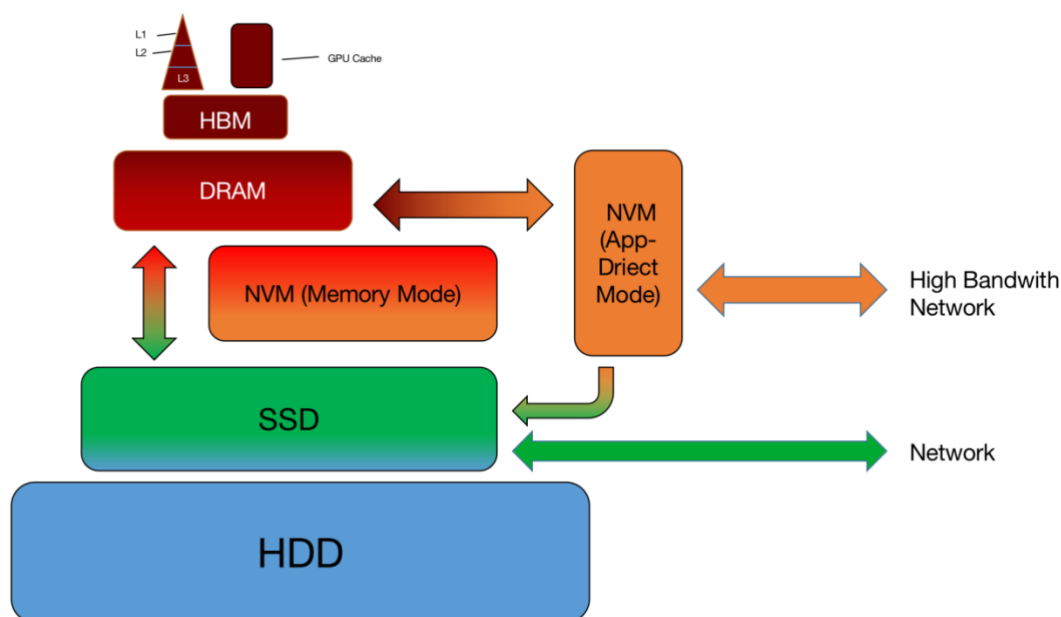 L1
L2
L3
GPU Cache
HBM
DRAM
NVM
(App-
Driect
Mode)
NVM (Memory Mode)
High Bandwith
Network
SSD
Network
HDD